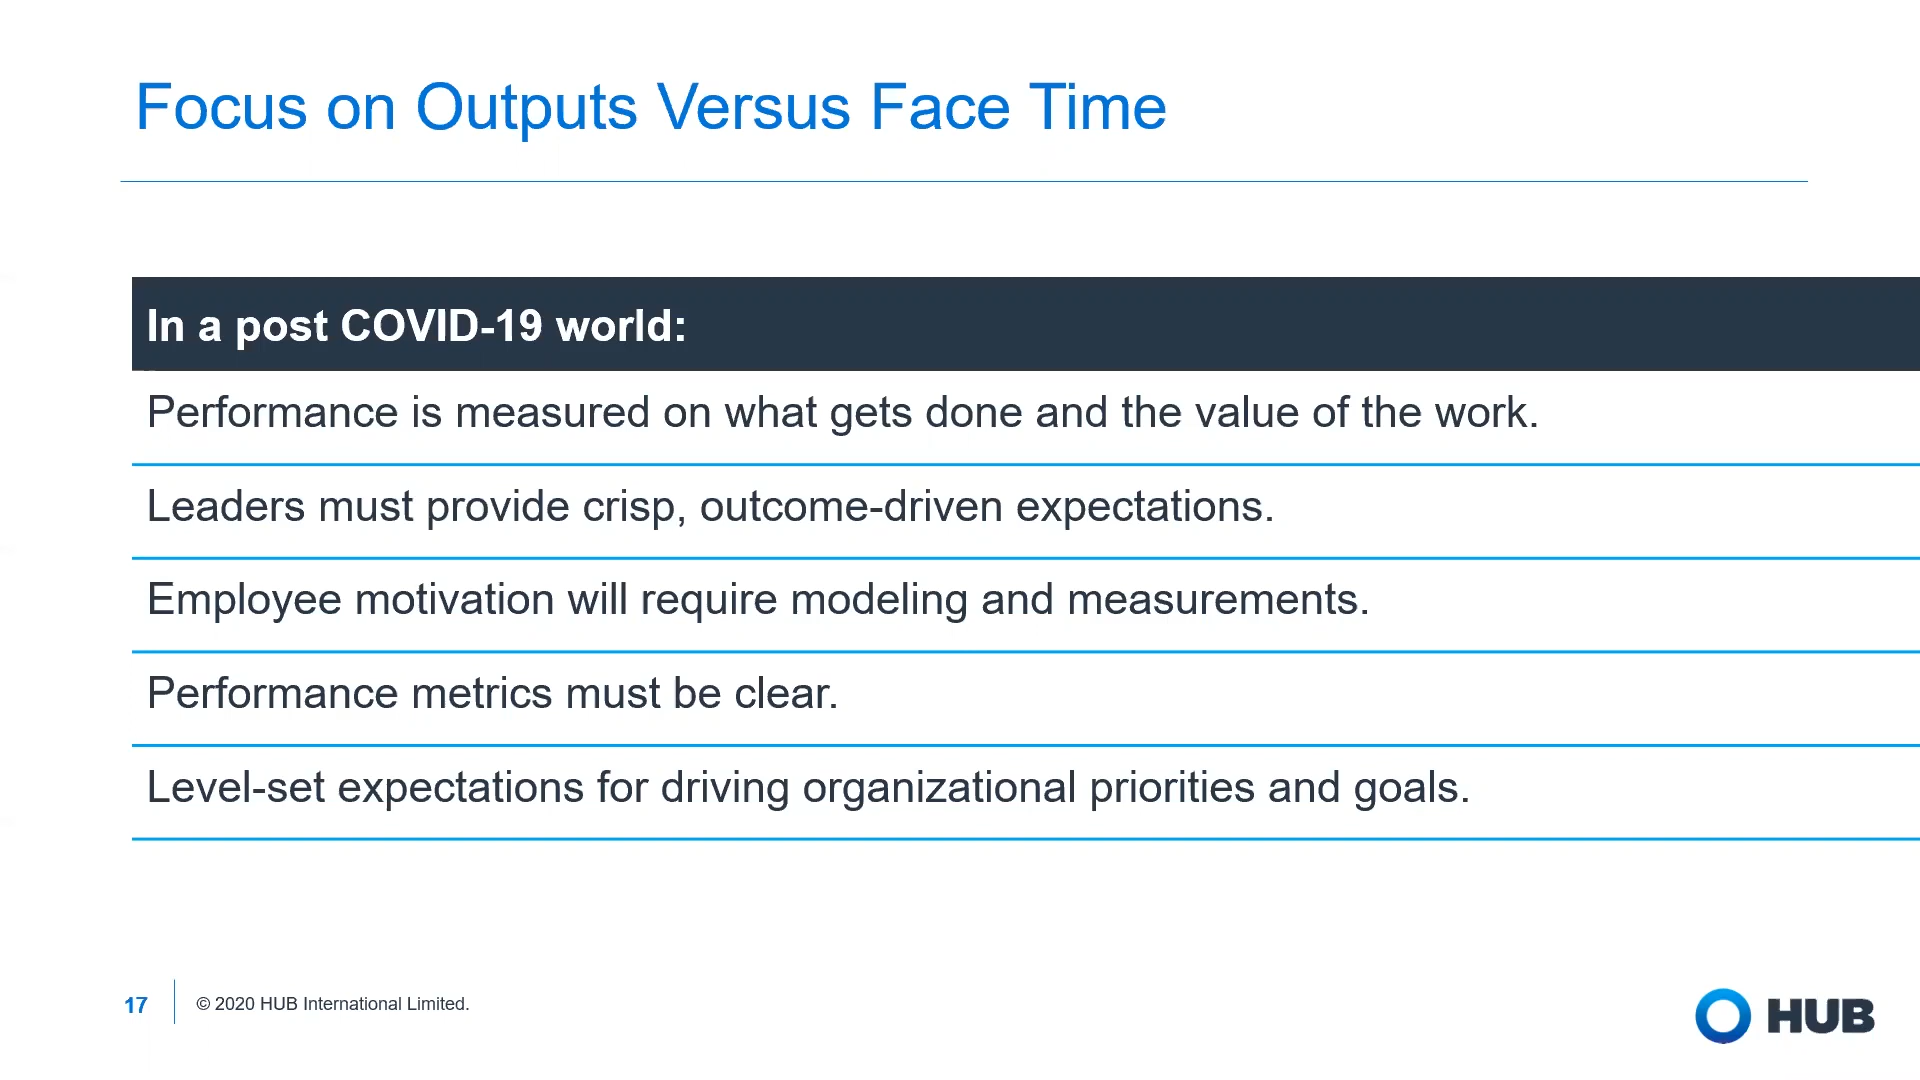 Focus on Outputs Versus Face Time
In a post COVID-19 world:
Performance is measured on what gets done and the value of the work.
Leaders must provide crisp, outcome-driven expectations.
Employee motivation will require modeling and measurements.
Performance metrics must be clear.
Level-set expectations for driving organizational priorities and goals.
17
© 2020 HUB International Limited.
HUB